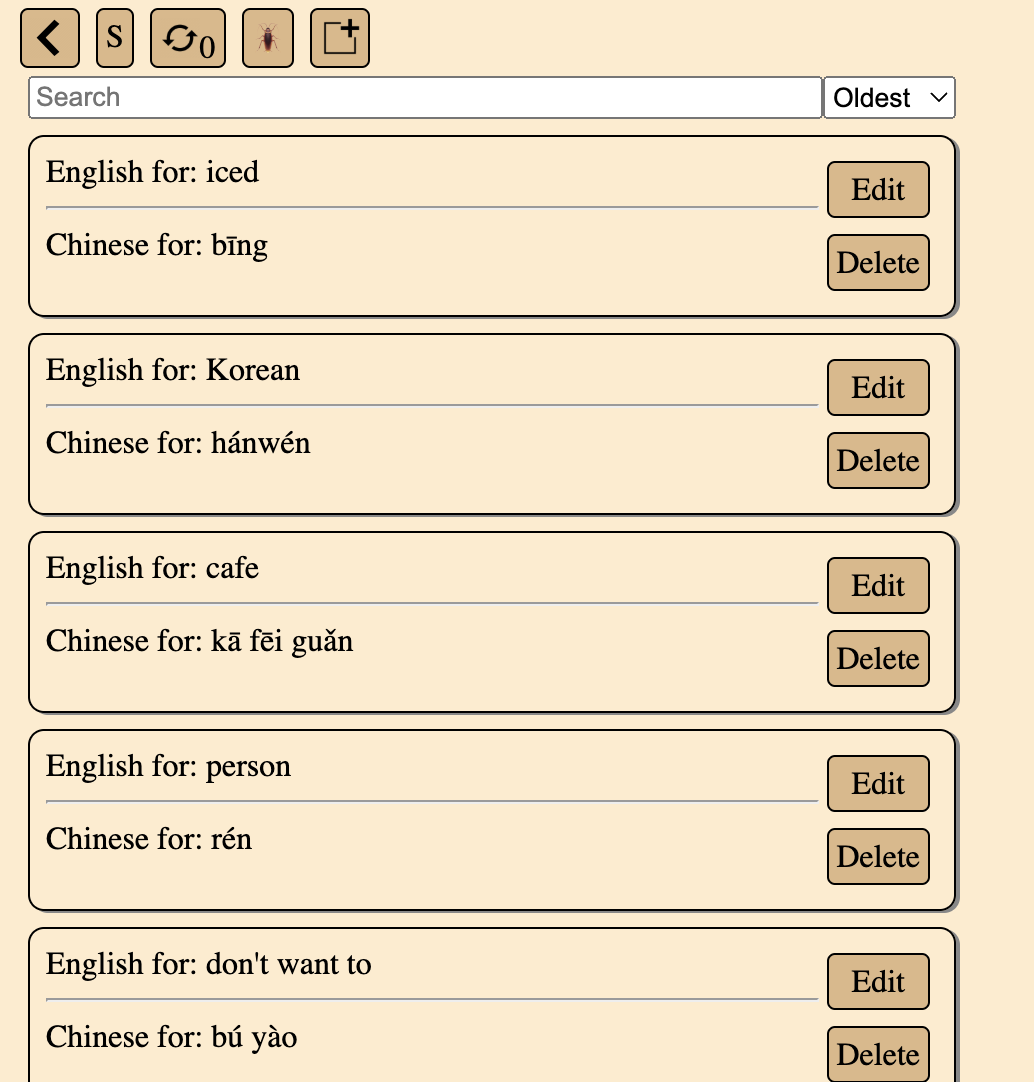 S
0
Search
Oldest
English for: iced
Edit
Chinese for: bīng
Delete
English for: Korean
Edit
Chinese for: hánwén
Delete
English for: cafe
Edit
Chinese for: kā fēi guǎn
Delete
English for: person
Edit
Chinese for: rén
Delete
English for: don't want to
Edit
Chinese for: bú yào
Delete